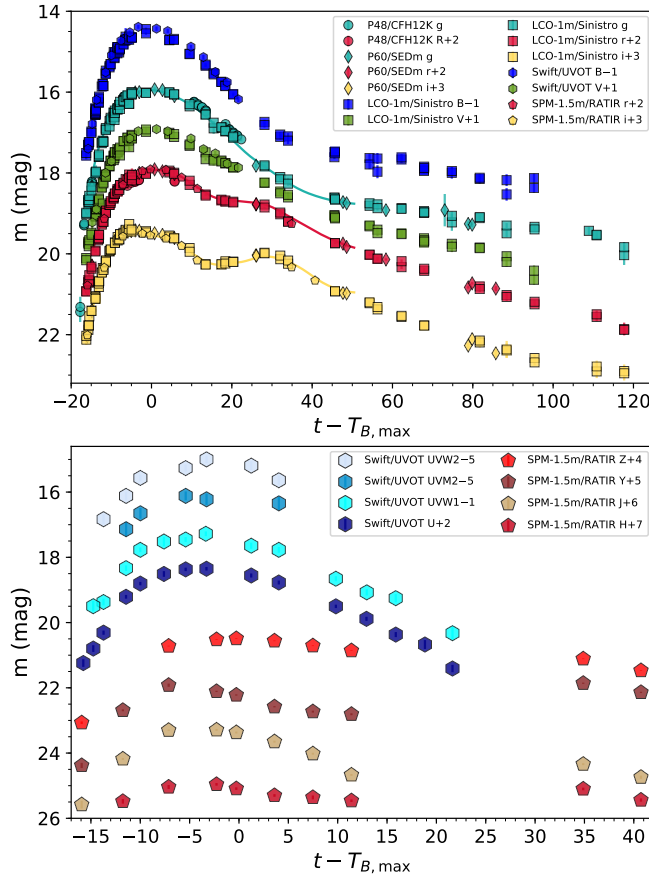 14
16
18
20
22
m (mag)
P48/CFH12K g
P48/CFH12K R+2
P60/SEDm g
P60/SEDm r+2
P60/SEDm i+3
LCO-1m/Sinistro B−1
LCO-1m/Sinistro V+1
LCO-1m/Sinistro g
LCO-1m/Sinistro r+2
LCO-1m/Sinistro i+3
Swift/UVOT B−1
Swift/UVOT V+1
SPM-1.5m/RATIR r+2
SPM-1.5m/RATIR i+3
−20 0 20 40 60 80 100 120
t − T_B,max
16
18
20
22
24
26
m (mag)
Swift/UVOT UVW2−5
Swift/UVOT UVM2−5
Swift/UVOT UVW1−1
Swift/UVOT U+2
SPM-1.5m/RATIR Z+4
SPM-1.5m/RATIR Y+5
SPM-1.5m/RATIR J+6
SPM-1.5m/RATIR H+7
−15 −10 −5 0 5 10 15 20 25 30 35 40
t − T_B,max